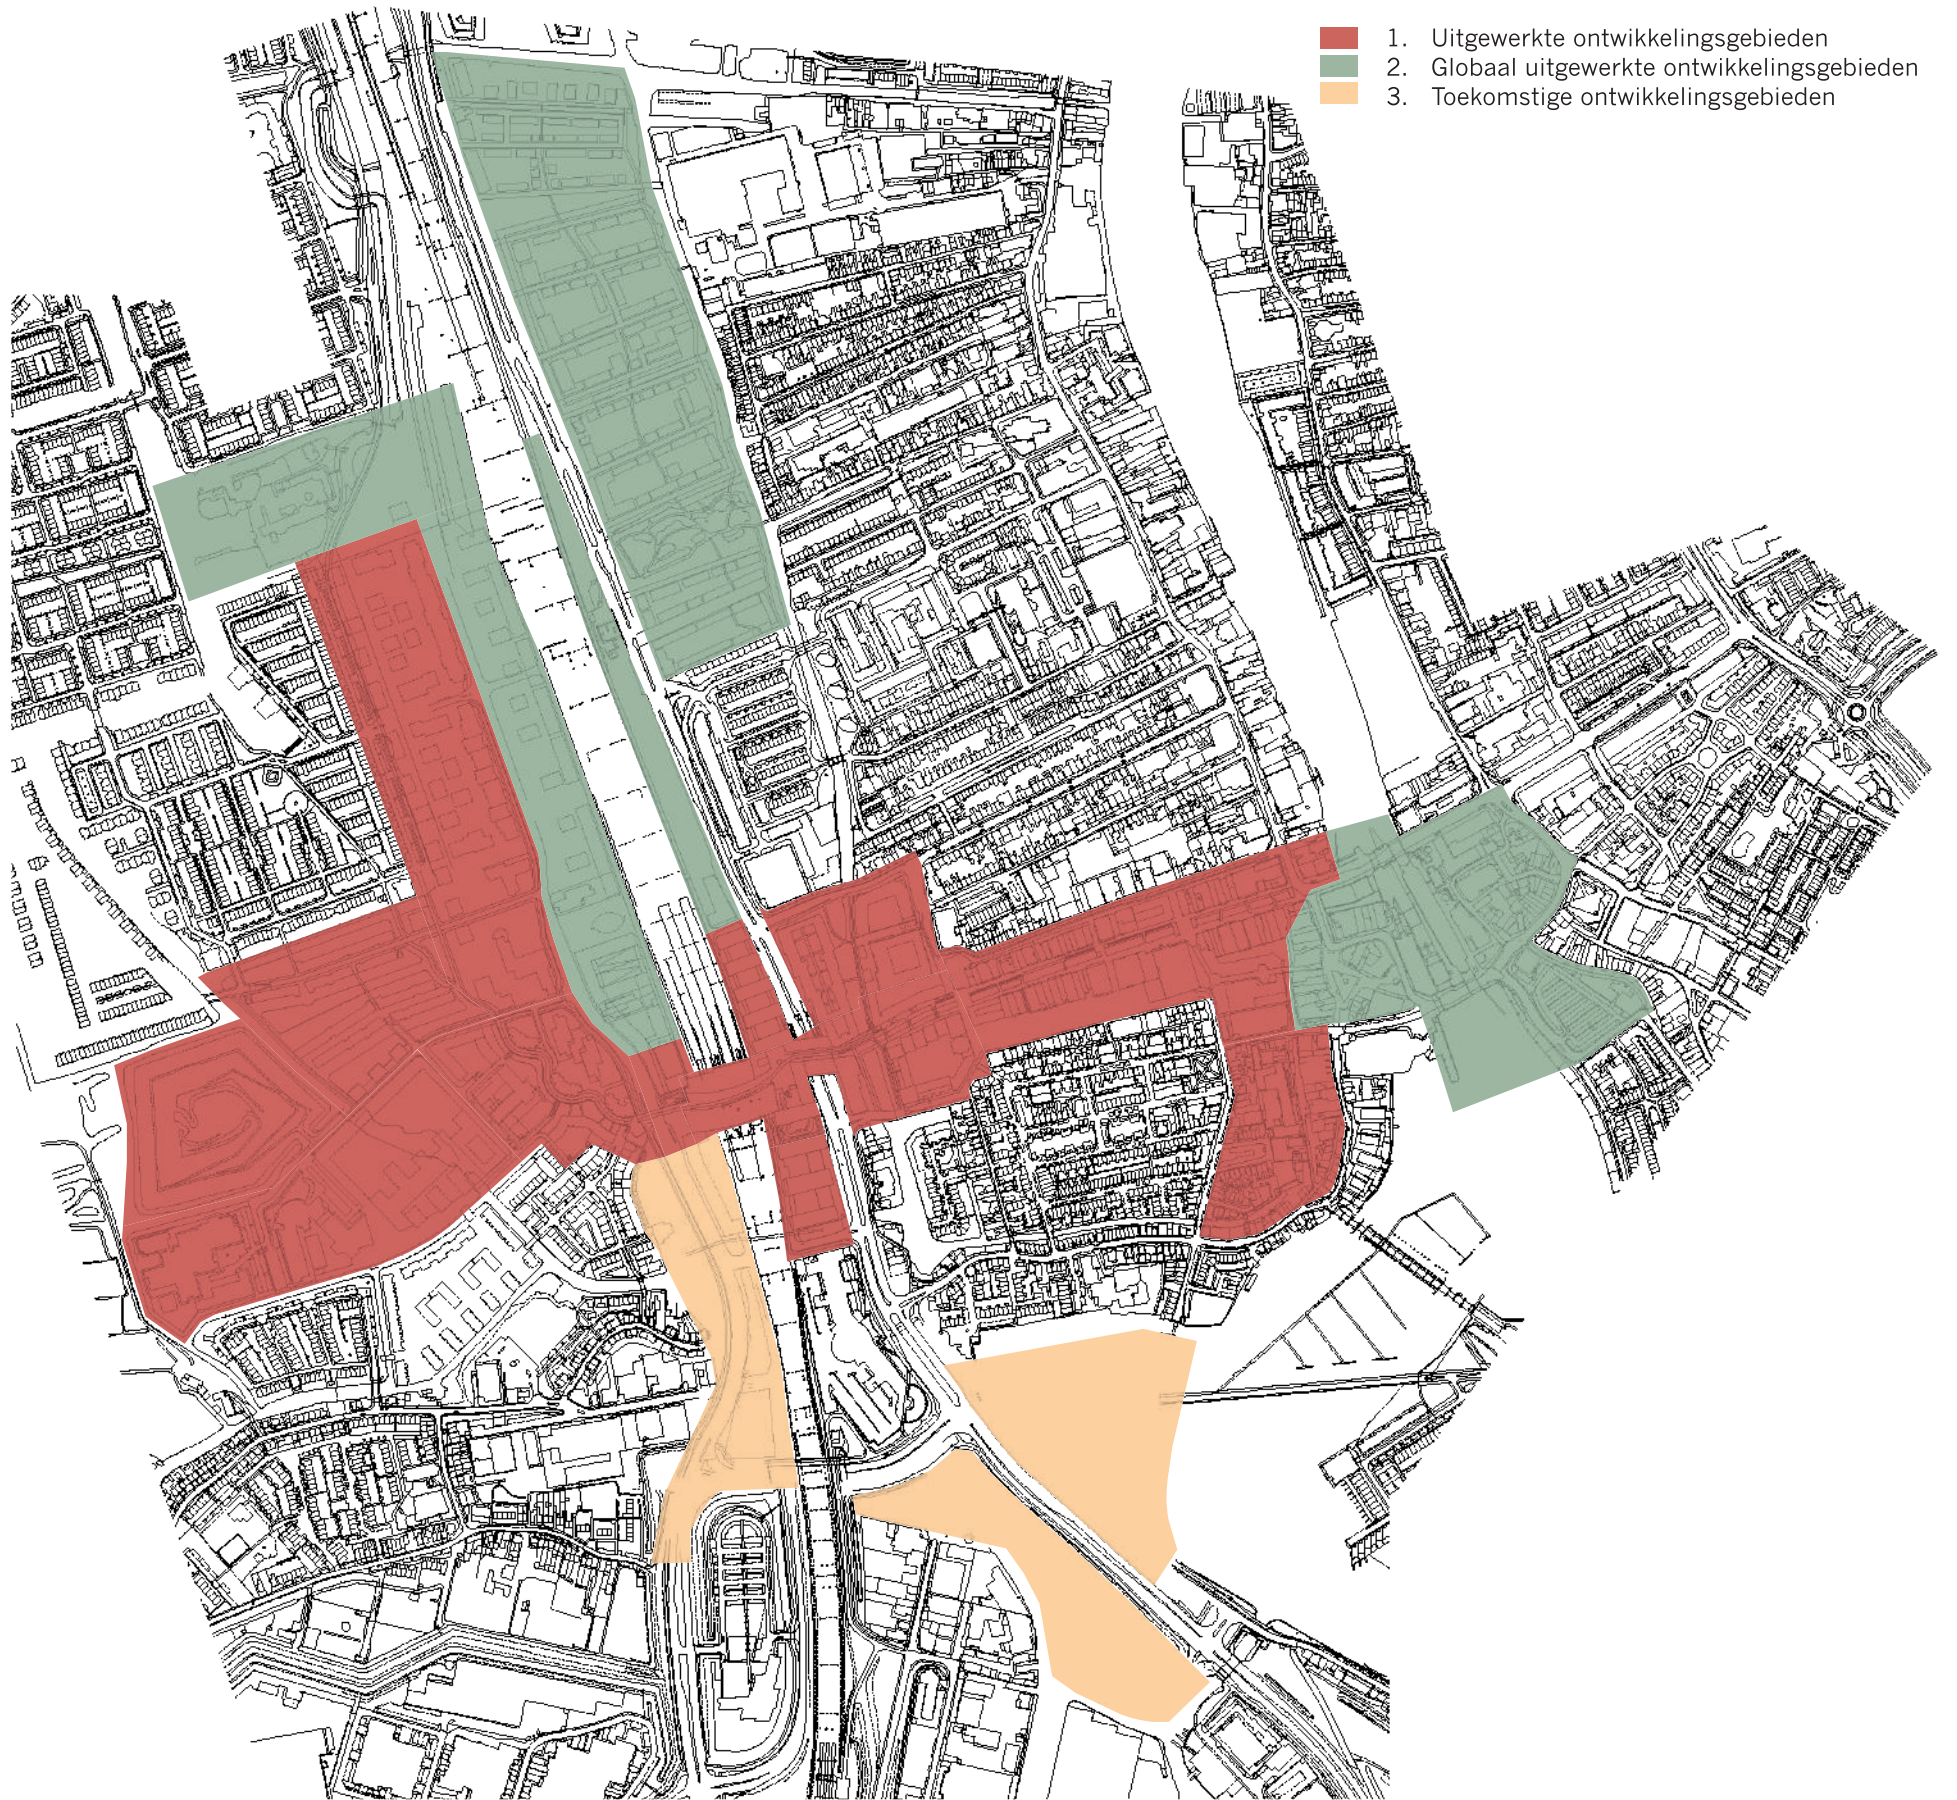 1. Uitgewerkte ontwikkelingsgebieden
2. Globaal uitgewerkte ontwikkelingsgebieden
3. Toekomstige ontwikkelingsgebieden